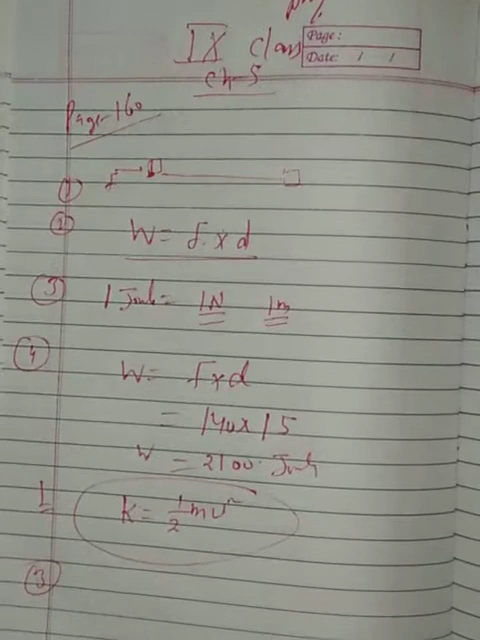 IX Class
Page:
Date: / /
Ch-5
Page-160
①
② W = F. x d
③ 1 Joule = 1N 1m
④ W = F x d
= 140 x 15
W = 2100 Joule
1 K = ½ mv²
③